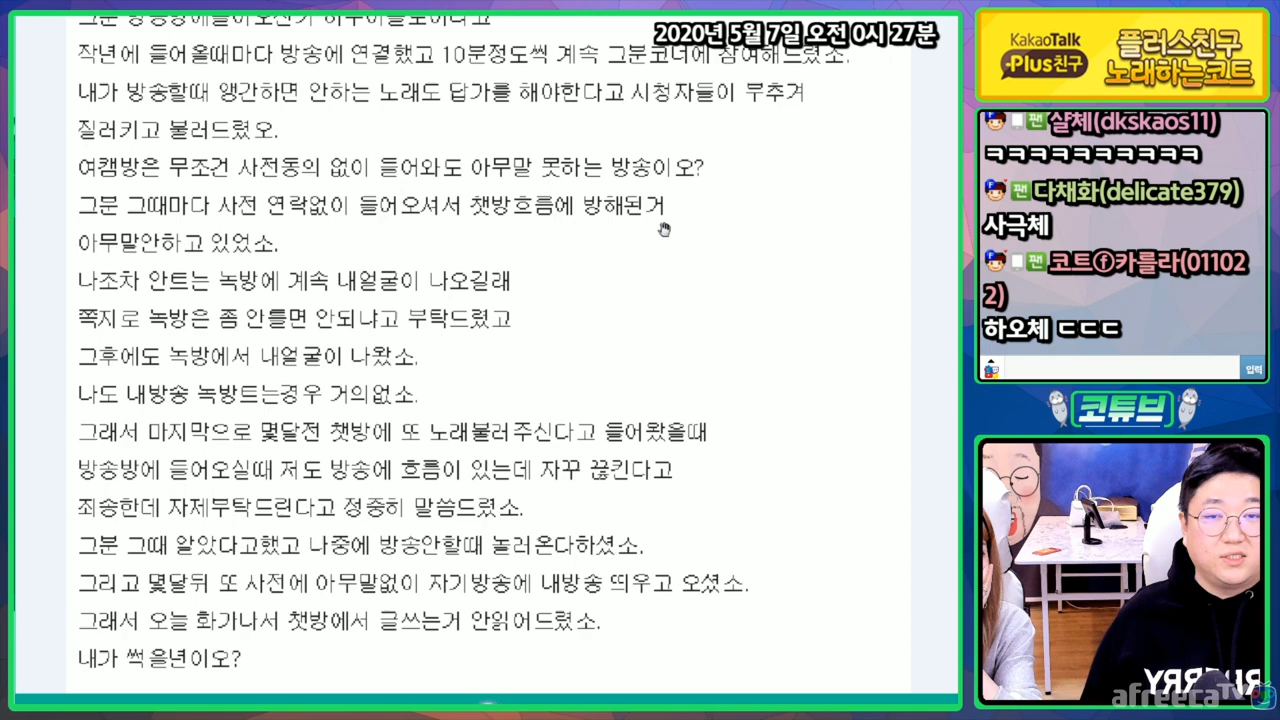 그분 방송방에들어오신거
2020년 5월 7일 오전 0시 27분
작년에 들어올때마다 방송에 연결했고 10분정도씩 계속 그분코너에 참여해드렸소.
내가 방송할때 앵간하면 안하는 노래도 답가를 해야한다고 시청자들이 부추겨
질러키고 불러드렸오.
여캠방은 무조건 사전동의 없이 들어와도 아무말 못하는 방송이오?
그분 그때마다 사전 연락없이 들어오셔서 챗방흐름에 방해된거
아무말안하고 있었소.
나조차 안트는 녹방에 계속 내얼굴이 나오길래
쪽지로 녹방은 좀 안틀면 안되냐고 부탁드렸고
그후에도 녹방에서 내얼굴이 나왔소.
나도 내방송 녹방트는경우 거의없소.
그래서 마지막으로 몇달전 챗방에 또 노래불러주신다고 들어왔을때
방송방에 들어오실때 저도 방송에 흐름이 있는데 자꾸 끊킨다고
죄송한데 자제부탁드린다고 정중히 말씀드렸소.
그분 그때 알았다고했고 나중에 방송안할때 놀러온다하셨소.
그리고 몇달뒤 또 사전에 아무말없이 자기방송에 내방송 띄우고 오셨소.
그래서 오늘 화가나서 챗방에서 글쓰는거 안읽어드렸소.
내가 썩을년이오?
KakaoTalk
Plus친구
플러스친구
노래하는코트
팬 샬체(dkskaos11)
ㅋㅋㅋㅋㅋㅋㅋㅋㅋㅋㅋ
팬 다채화(delicate379)
사극체
팬 코트ⓕ카를라(01102
2)
하오체 ㄷㄷㄷ
입력
코튜브
afreecaTV